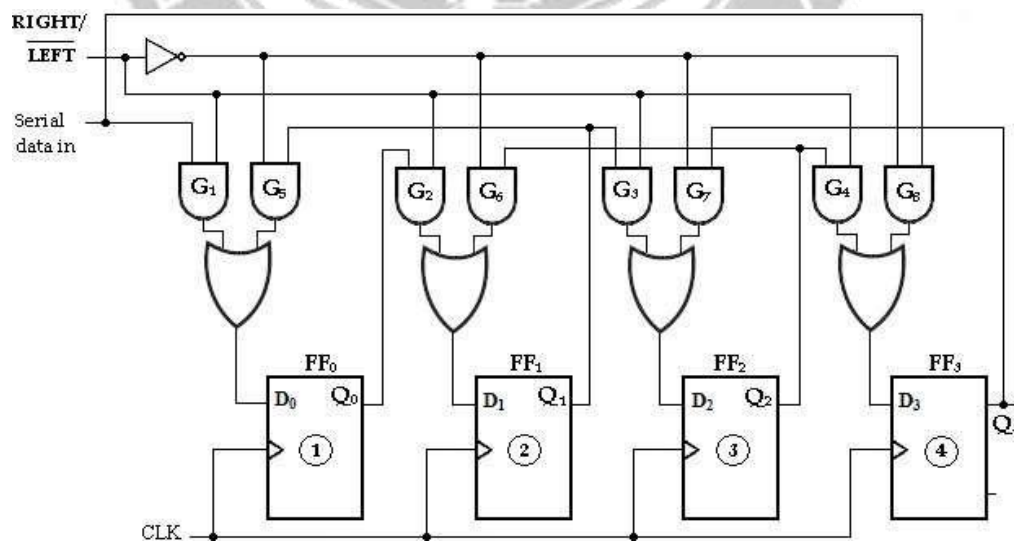 RIGHT/
LEFT
Serial
data in
G1 G5 G2 G6 G3 G7 G4 G8
FF0 FF1 FF2 FF3
D0 Q0 D1 Q1 D2 Q2 D3
Q
1 2 3 4
CLK